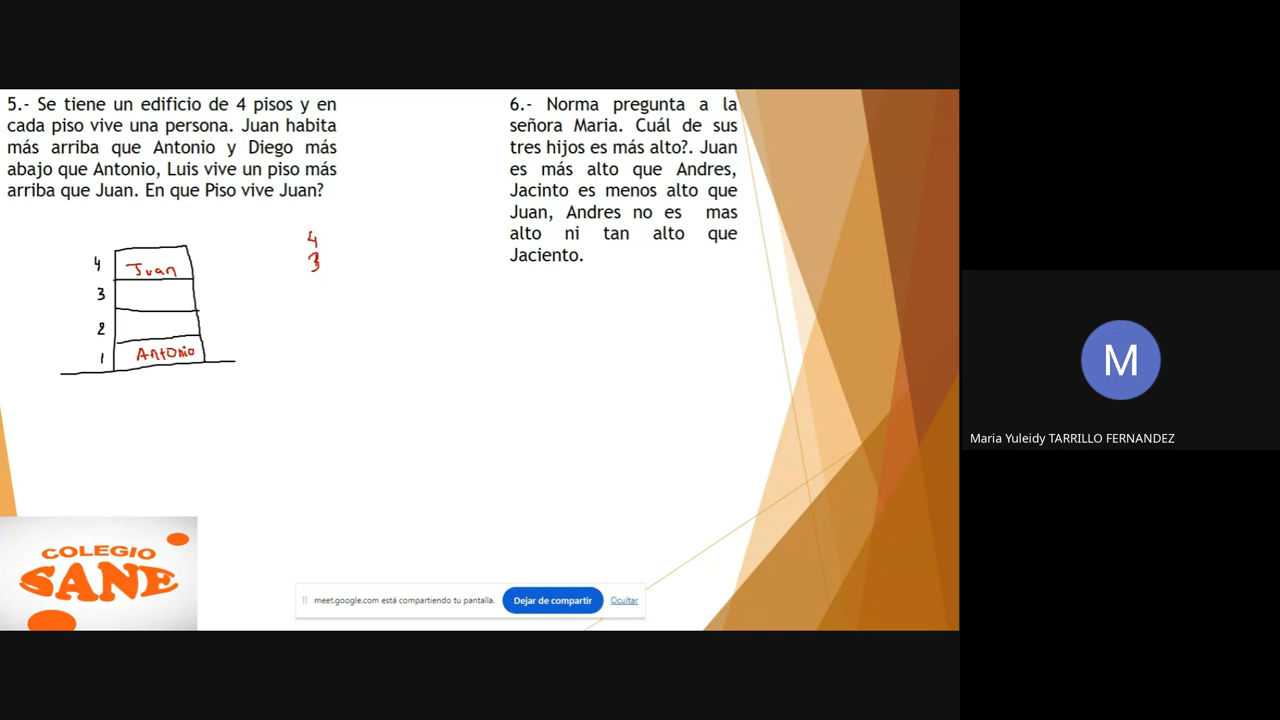 5.- Se tiene un edificio de 4 pisos y en
cada piso vive una persona. Juan habita
más arriba que Antonio y Diego más
abajo que Antonio, Luis vive un piso más
arriba que Juan. En que Piso vive Juan?
6.- Norma pregunta a la
señora Maria. Cuál de sus
tres hijos es más alto?. Juan
es más alto que Andres,
Jacinto es menos alto que
Juan, Andres no es mas
alto ni tan alto que
Jaciento.
4
3
4 Juan
3
2
1 Antonio
COLEGIO
SANE
meet.google.com está compartiendo tu pantalla.
Dejar de compartir
Ocultar
M
Maria Yuleidy TARRILLO FERNANDEZ